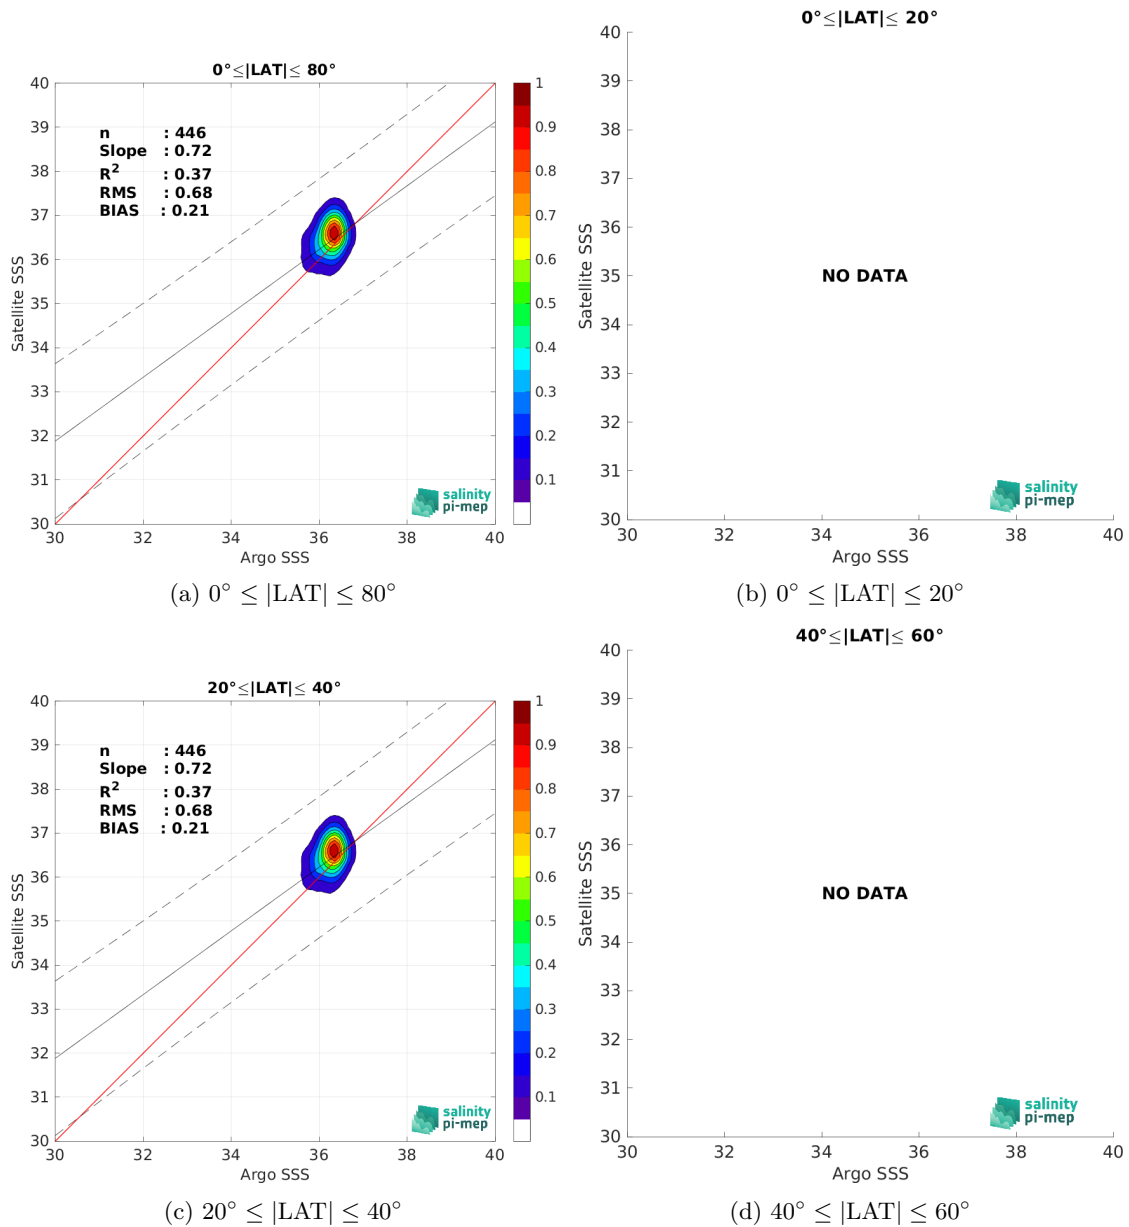 0°≤|LAT|≤ 80°
40
39
38
37
36
35
34
33
32
31
30
Satellite SSS
n : 446
Slope : 0.72
R² : 0.37
RMS : 0.68
BIAS : 0.21
salinity
pi-mep
30 32 34 36 38 40
Argo SSS
1
0.9
0.8
0.7
0.6
0.5
0.4
0.3
0.2
0.1
(a) 0° ≤ |LAT| ≤ 80°
0°≤|LAT|≤ 20°
40
39
38
37
36
35
34
33
32
31
30
Satellite SSS
NO DATA
salinity
pi-mep
30 32 34 36 38 40
Argo SSS
(b) 0° ≤ |LAT| ≤ 20°
20°≤|LAT|≤ 40°
40
39
38
37
36
35
34
33
32
31
30
Satellite SSS
n : 446
Slope : 0.72
R² : 0.37
RMS : 0.68
BIAS : 0.21
salinity
pi-mep
30 32 34 36 38 40
Argo SSS
1
0.9
0.8
0.7
0.6
0.5
0.4
0.3
0.2
0.1
(c) 20° ≤ |LAT| ≤ 40°
40°≤|LAT|≤ 60°
40
39
38
37
36
35
34
33
32
31
30
Satellite SSS
NO DATA
salinity
pi-mep
30 32 34 36 38 40
Argo SSS
(d) 40° ≤ |LAT| ≤ 60°